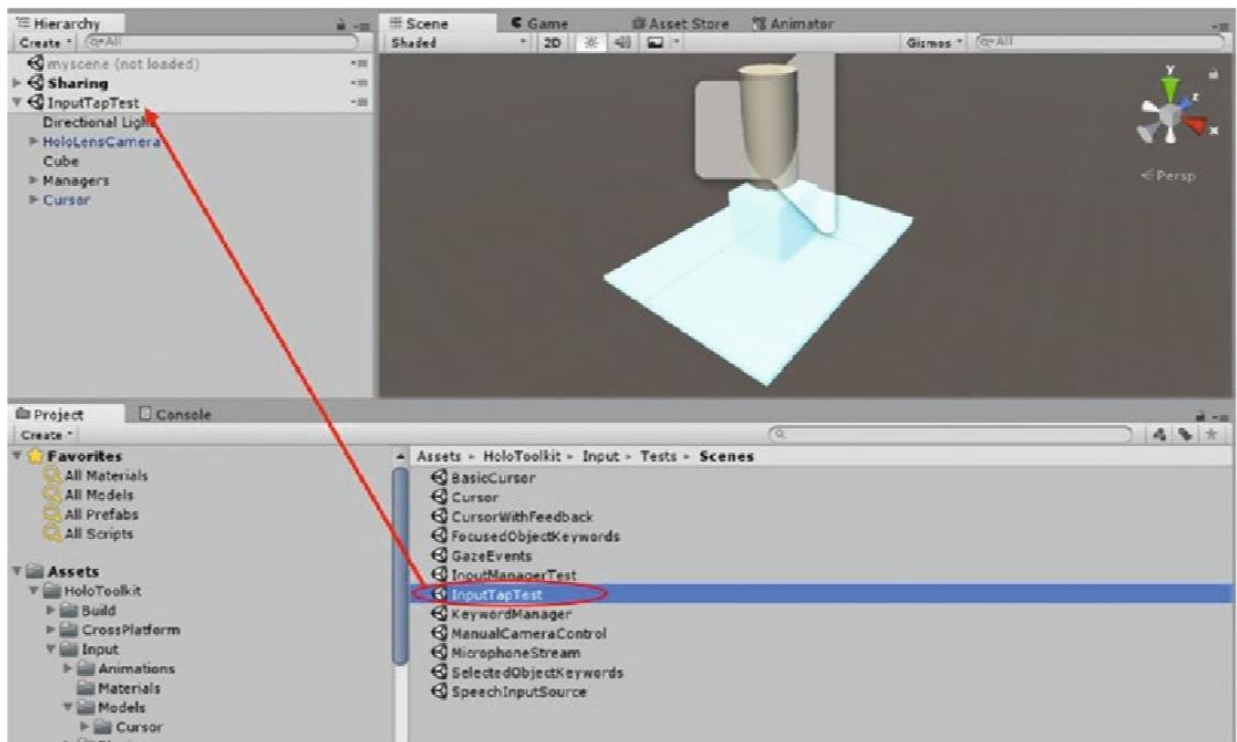 Hierarchy
Create All
myscene (not loaded)
Sharing
InputTapTest
Directional Light
HoloLensCamera
Cube
Managers
Cursor
Scene Game Asset Store Animator
Shaded 2D Gizmos All
y
z
x
Persp
Project Console
Create
Favorites
All Materials
All Models
All Prefabs
All Scripts
Assets
HoloToolkit
Build
CrossPlatform
Input
Animations
Materials
Models
Cursor
Assets HoloToolkit Input Tests Scenes
BasicCursor
Cursor
CursorWithFeedback
FocusedObjectKeywords
GazeEvents
InputManagerTest
InputTapTest
KeywordManager
ManualCameraControl
MicrophoneStream
SelectedObjectKeywords
SpeechInputSource